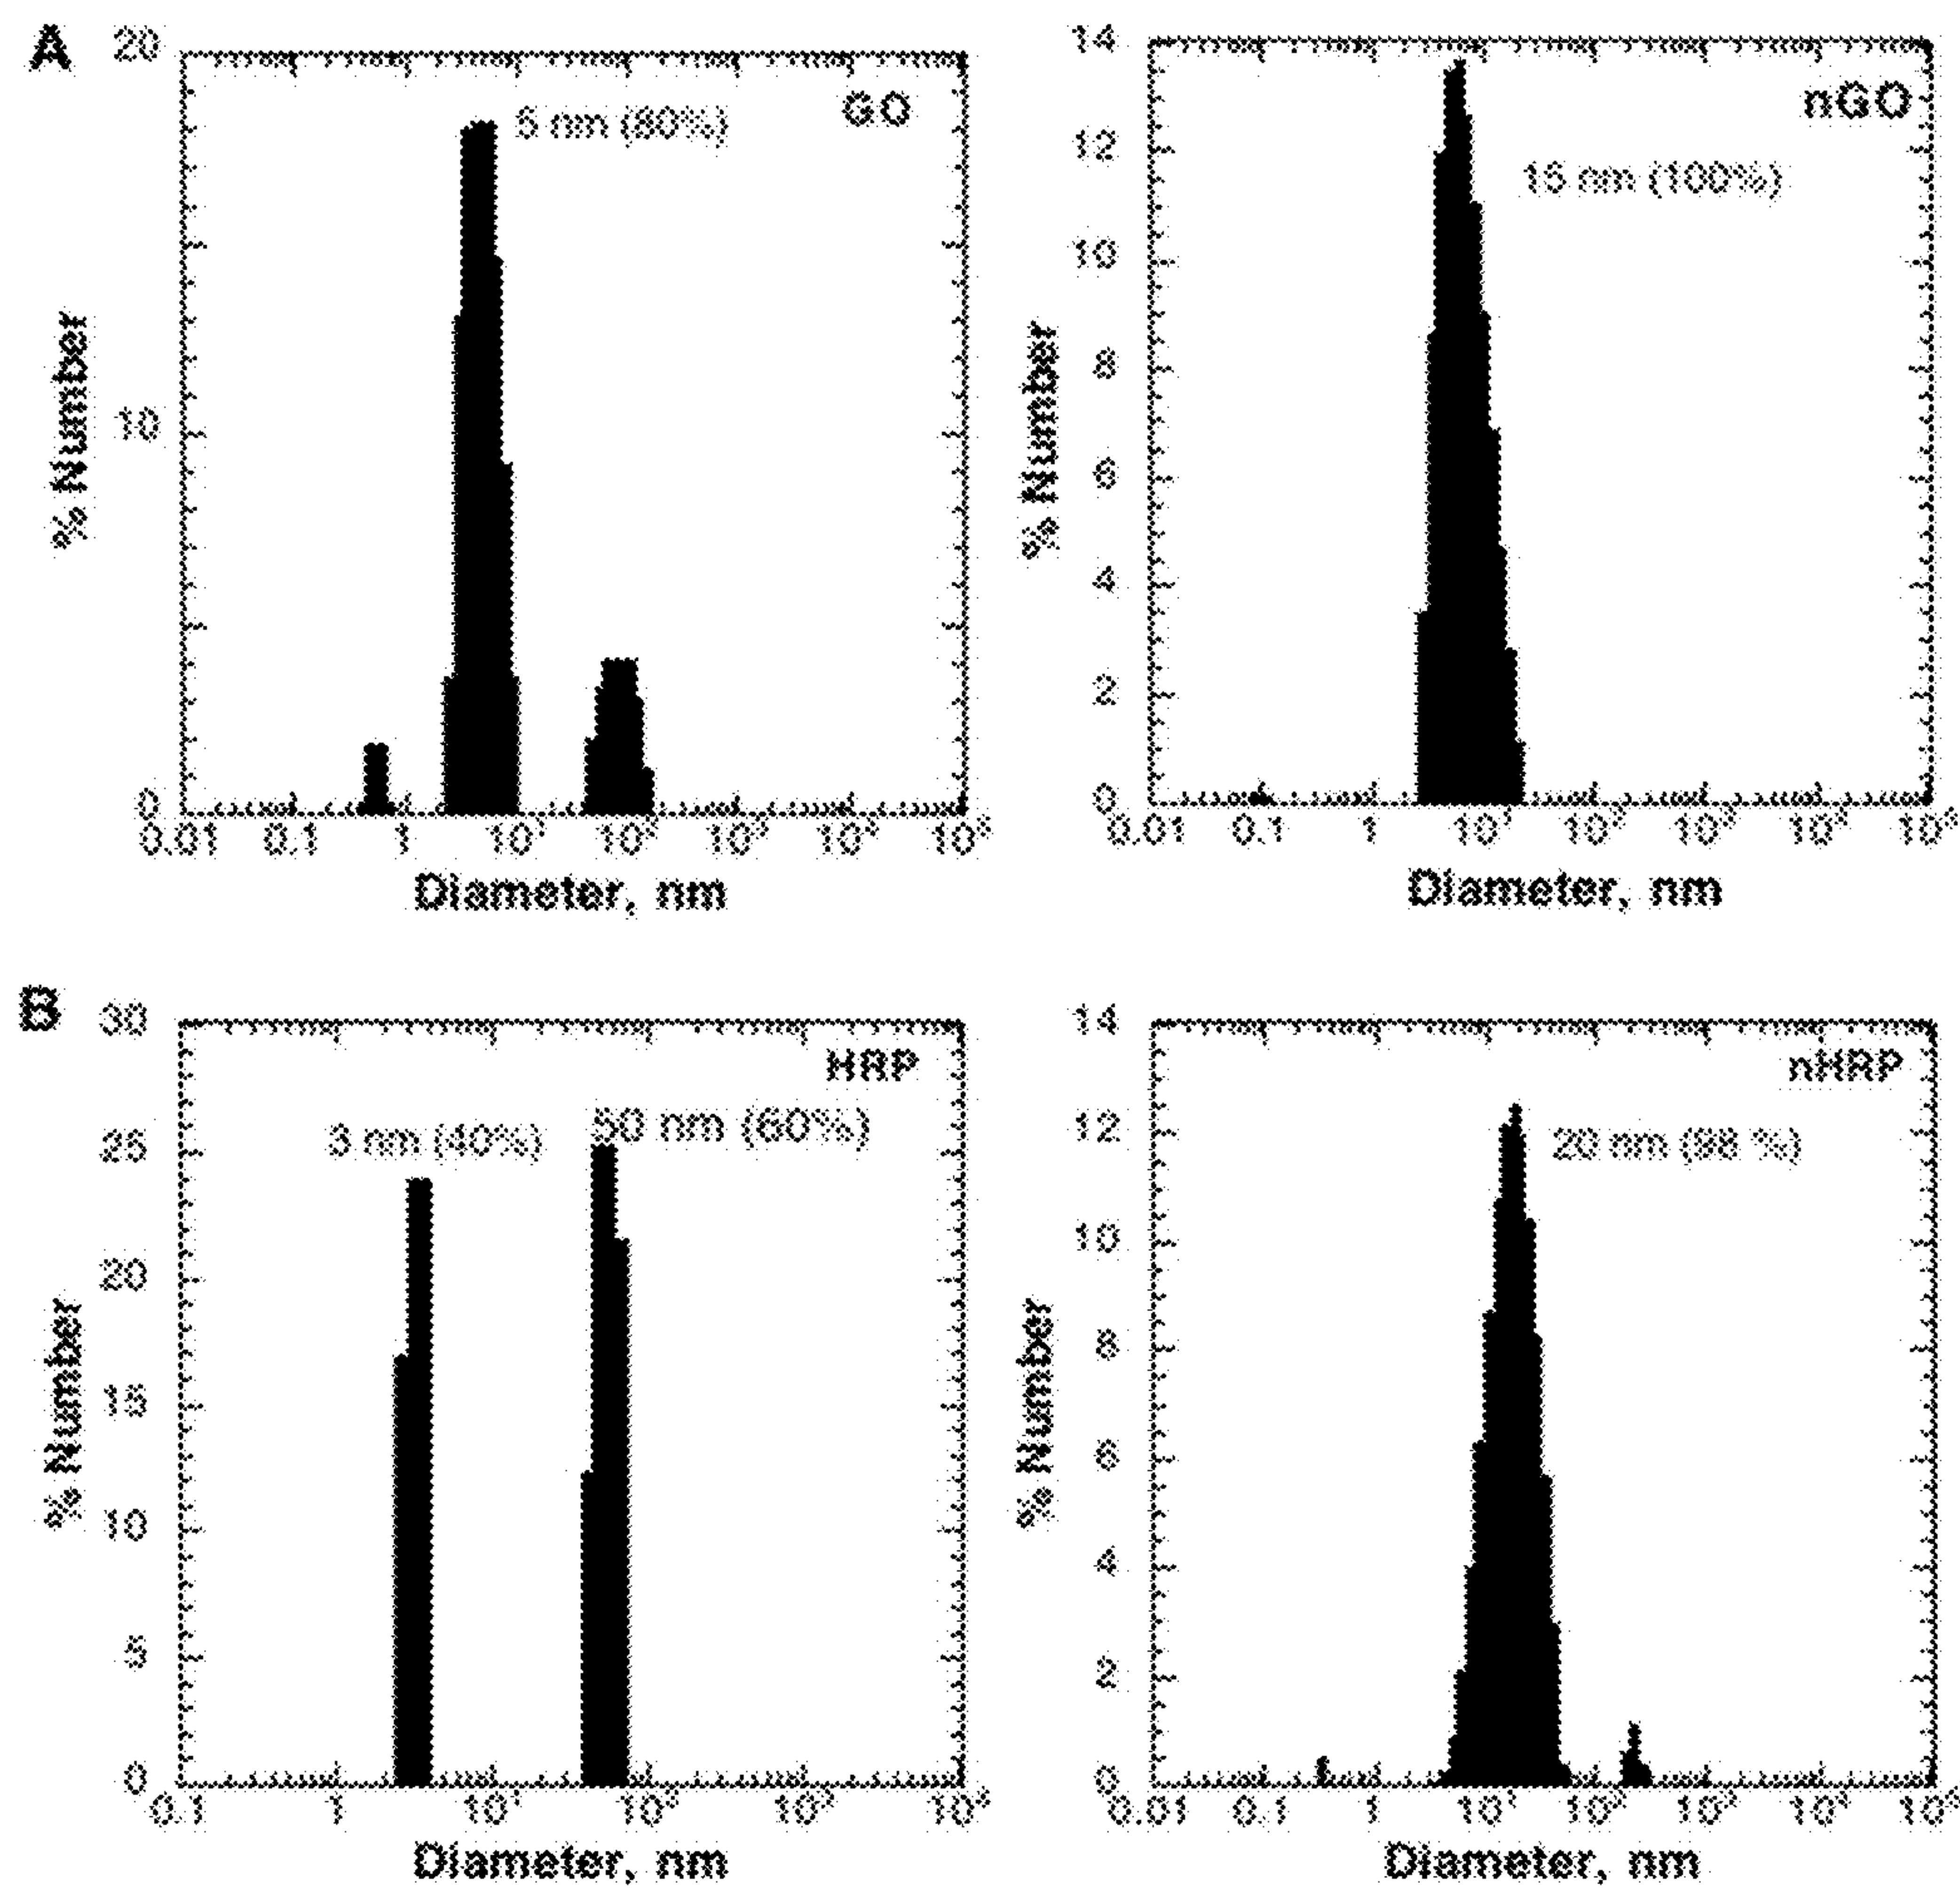 A
20
10
0
% Number
5 nm (80%)
GO
0.01 0.1 1 10¹ 10² 10³ 10⁴ 10⁵
Diameter, nm
14
12
10
8
6
4
2
0
% Number
nGO
15 nm (100%)
0.01 0.1 1 10¹ 10² 10³ 10⁵
Diameter, nm
B
30
25
20
15
10
5
0
% Number
HRP
3 nm (40%)
50 nm (60%)
0.1 1 10¹ 10² 10³
Diameter, nm
14
12
10
8
6
4
2
0
% Number
nHRP
20 nm (98 %)
0.01 0.1 1 10¹ 10² 10³
Diameter, nm